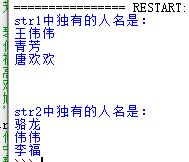 =============== RESTART:
str1中独有的人名是：
王伟伟
青芳
唐欢欢
str2中独有的人名是：
骆龙
伟伟
李福
>>>